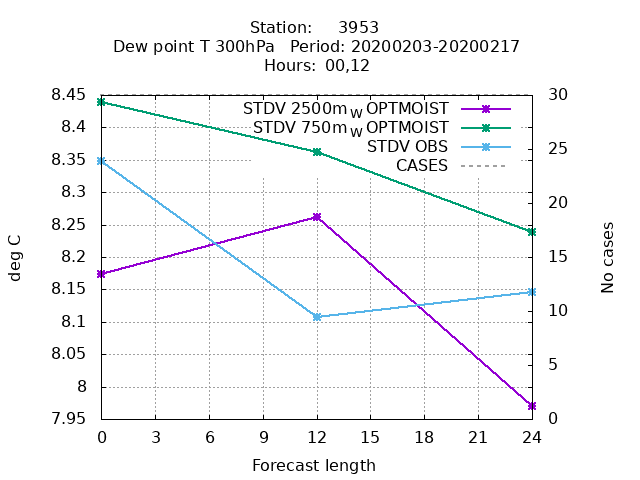 Station: 3953
Dew point T 300hPa Period: 20200203-20200217
Hours: 00,12
STDV 2500m W OPTMOIST
STDV 750m W OPTMOIST
STDV OBS
CASES
8.45
8.4
8.35
8.3
8.25
8.2
8.15
8.1
8.05
8
7.95
deg C
30
25
20
15
10
5
0
No cases
0 3 6 9 12 15 18 21 24
Forecast length